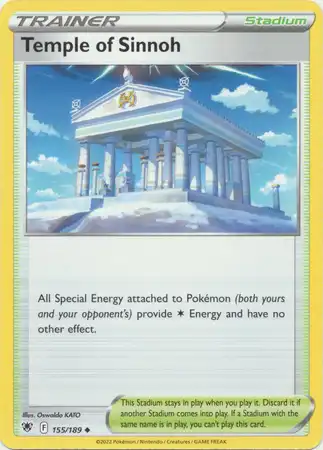 TRAINER Stadium
Temple of Sinnoh
All Special Energy attached to Pokémon (both yours
and your opponent's) provide Energy and have
no other effect.
Illus. Oswaldo KATO
F 155/189
This Stadium stays in play when you play it. Discard it if
another Stadium comes into play. If a Stadium with the
same name is in play, you can't play this card.
©2022 Pokémon / Nintendo / Creatures / GAME FREAK